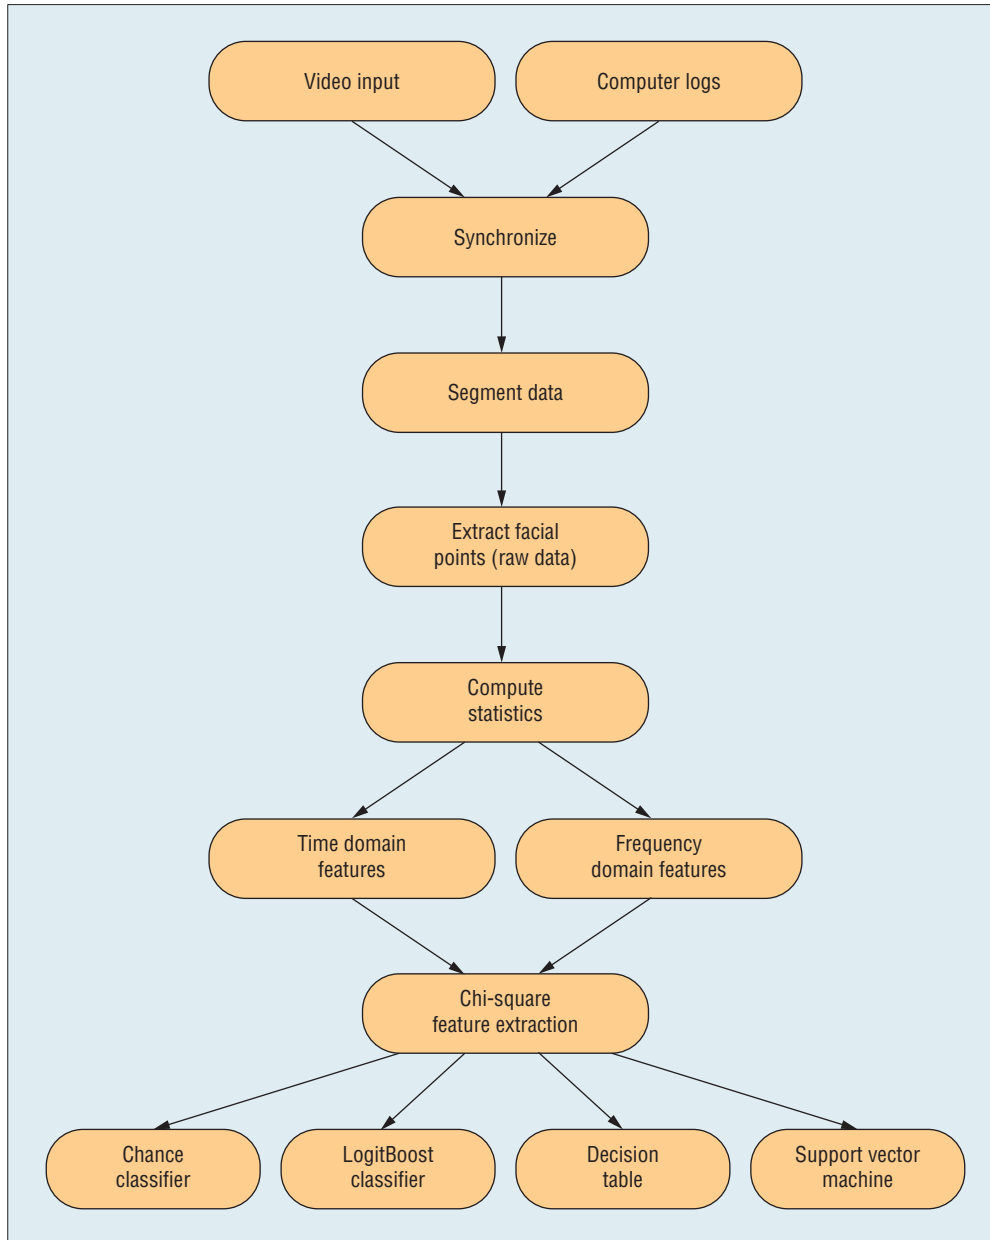 Video input
Computer logs
Synchronize
Segment data
Extract facial
points (raw data)
Compute
statistics
Time domain
features
Frequency
domain features
Chi-square
feature extraction
Chance
classifier
LogitBoost
classifier
Decision
table
Support vector
machine